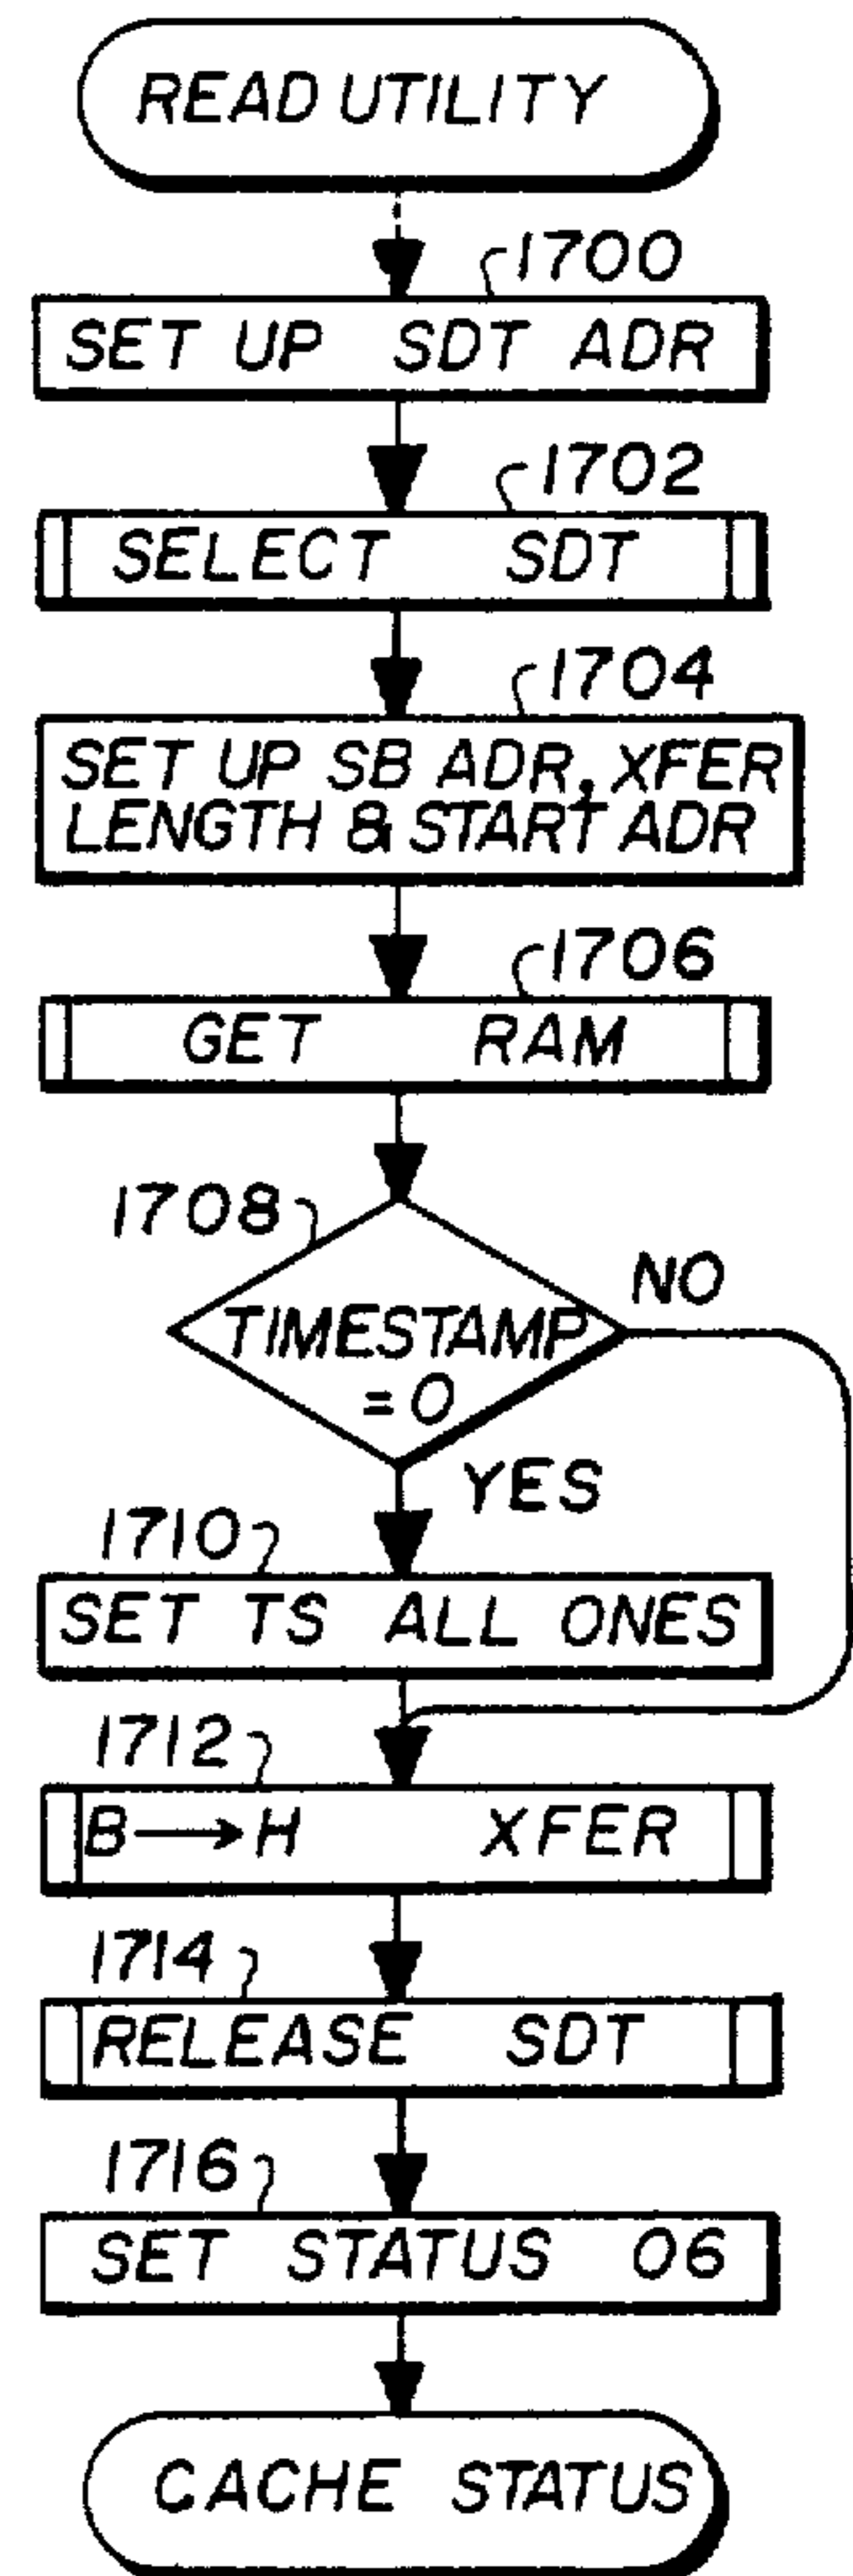 READ UTILITY
1700
SET UP SDT ADR
1702
SELECT SDT
1704
SET UP SB ADR, XFER
LENGTH & START ADR
1706
GET RAM
1708
NO
TIMESTAMP
=0
YES
1710
SET TS ALL ONES
1712
B→H XFER
1714
RELEASE SDT
1716
SET STATUS 06
CACHE STATUS